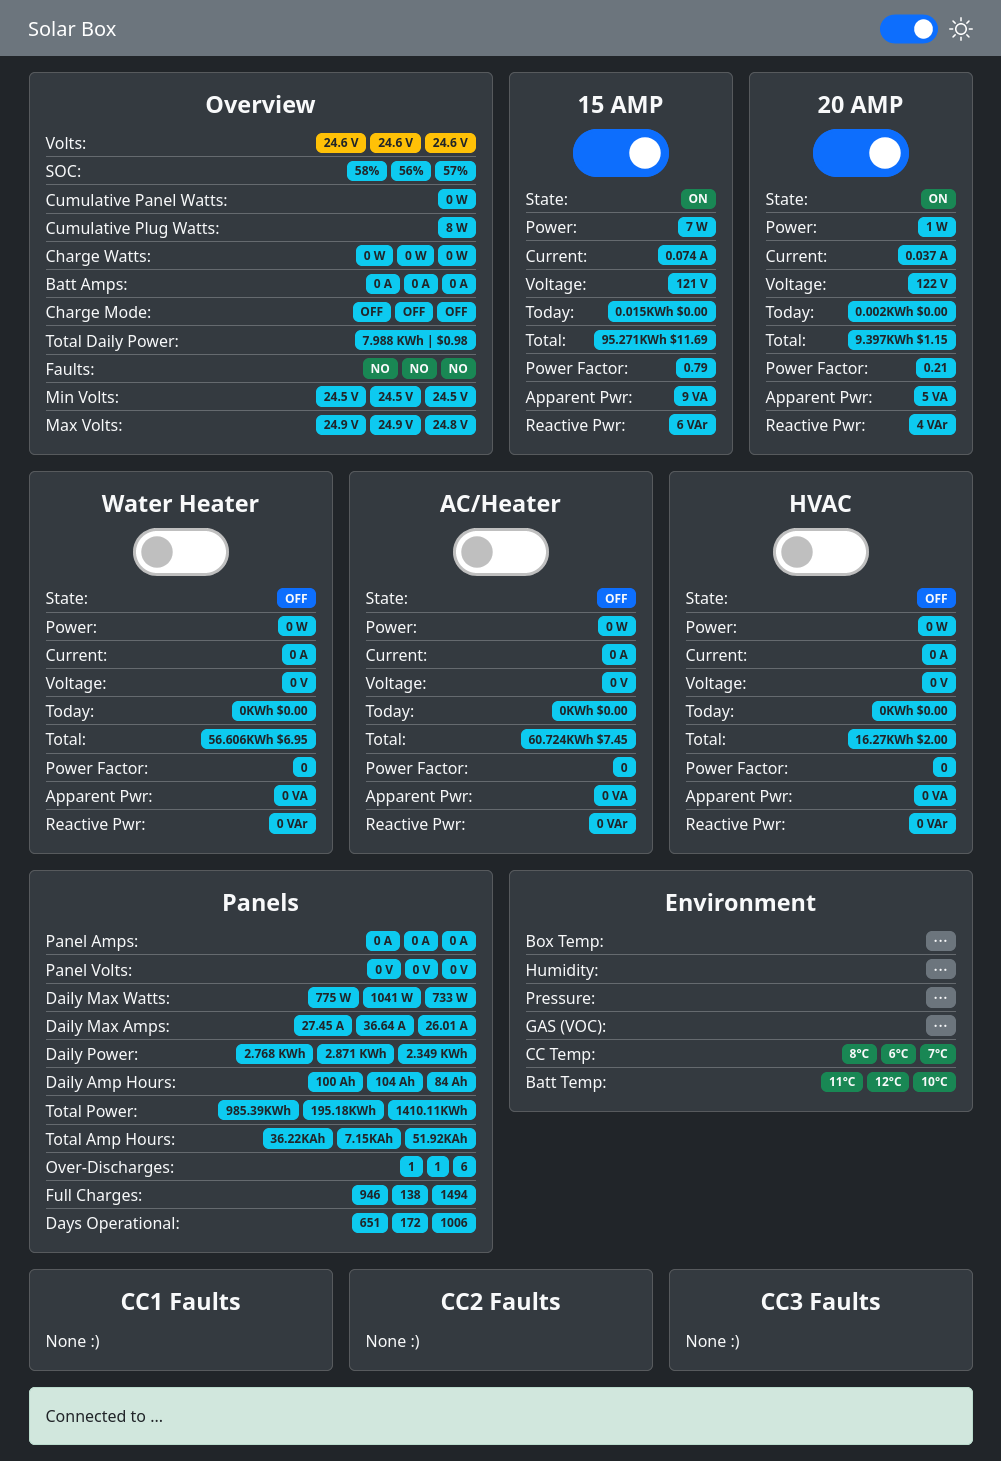 Solar Box
Overview
Volts: 24.6 V 24.6 V 24.6 V
SOC: 58% 56% 57%
Cumulative Panel Watts: 0 W
Cumulative Plug Watts: 8 W
Charge Watts: 0 W 0 W 0 W
Batt Amps: 0 A 0 A 0 A
Charge Mode: OFF OFF OFF
Total Daily Power: 7.988 KWh | $0.98
Faults: NO NO NO
Min Volts: 24.5 V 24.5 V 24.5 V
Max Volts: 24.9 V 24.9 V 24.8 V
15 AMP
State: ON
Power: 7 W
Current: 0.074 A
Voltage: 121 V
Today: 0.015KWh $0.00
Total: 95.271KWh $11.69
Power Factor: 0.79
Apparent Pwr: 9 VA
Reactive Pwr: 6 VAr
20 AMP
State: ON
Power: 1 W
Current: 0.037 A
Voltage: 122 V
Today: 0.002KWh $0.00
Total: 9.397KWh $1.15
Power Factor: 0.21
Apparent Pwr: 5 VA
Reactive Pwr: 4 VAr
Water Heater
State: OFF
Power: 0 W
Current: 0 A
Voltage: 0 V
Today: 0KWh $0.00
Total: 56.606KWh $6.95
Power Factor: 0
Apparent Pwr: 0 VA
Reactive Pwr: 0 VAr
AC/Heater
State: OFF
Power: 0 W
Current: 0 A
Voltage: 0 V
Today: 0KWh $0.00
Total: 60.724KWh $7.45
Power Factor: 0
Apparent Pwr: 0 VA
Reactive Pwr: 0 VAr
HVAC
State: OFF
Power: 0 W
Current: 0 A
Voltage: 0 V
Today: 0KWh $0.00
Total: 16.27KWh $2.00
Power Factor: 0
Apparent Pwr: 0 VA
Reactive Pwr: 0 VAr
Panels
Panel Amps: 0 A 0 A 0 A
Panel Volts: 0 V 0 V 0 V
Daily Max Watts: 775 W 1041 W 733 W
Daily Max Amps: 27.45 A 36.64 A 26.01 A
Daily Power: 2.768 KWh 2.871 KWh 2.349 KWh
Daily Amp Hours: 100 Ah 104 Ah 84 Ah
Total Power: 985.39KWh 195.18KWh 1410.11KWh
Total Amp Hours: 36.22KAh 7.15KAh 51.92KAh
Over-Discharges: 1 1 6
Full Charges: 946 138 1494
Days Operational: 651 172 1006
Environment
Box Temp: ...
Humidity: ...
Pressure: ...
GAS (VOC): ...
CC Temp: 8°C 6°C 7°C
Batt Temp: 11°C 12°C 10°C
CC1 Faults
None :)
CC2 Faults
None :)
CC3 Faults
None :)
Connected to ...